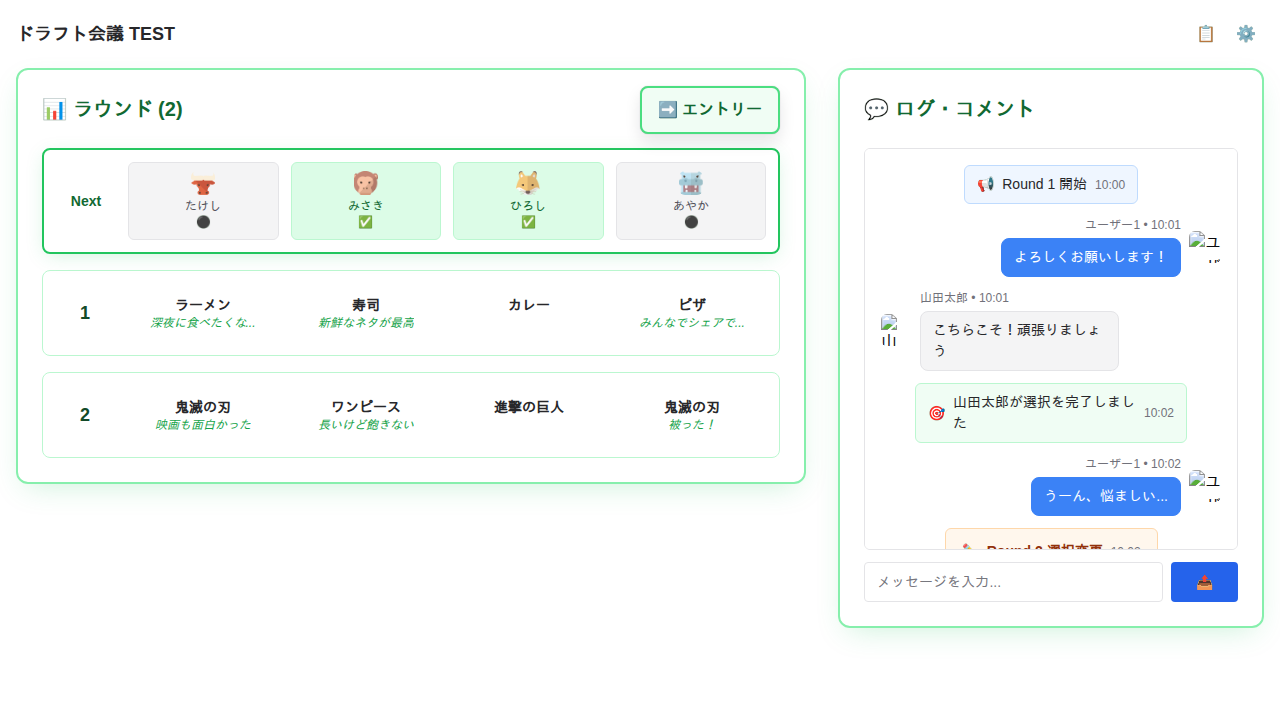 ドラフト会議 TEST
ラウンド (2)
エントリー
Next
たけし
みさき
ひろし
あやか
1
ラーメン
深夜に食べたくな...
寿司
新鮮なネタが最高
カレー
ピザ
みんなでシェアで...
2
鬼滅の刃
映画も面白かった
ワンピース
長いけど飽きない
進撃の巨人
鬼滅の刃
被った！
ログ・コメント
Round 1 開始 10:00
ユーザー1 • 10:01
よろしくお願いします！
山田太郎 • 10:01
こちらこそ！頑張りましょ
う
山田太郎が選択を完了しまし
た
10:02
ユーザー1 • 10:02
うーん、悩ましい...
メッセージを入力...